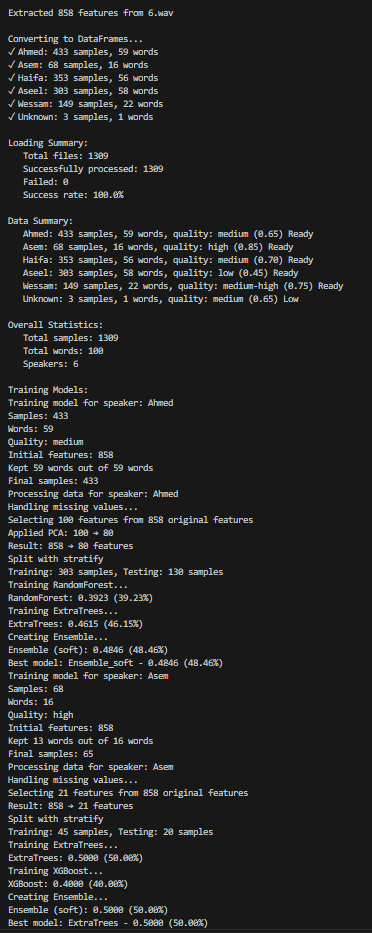 Extracted 858 features from 6.wav
Converting to DataFrames...
✓ Ahmed: 433 samples, 59 words
✓ Asem: 68 samples, 16 words
✓ Haifa: 353 samples, 56 words
✓ Aseel: 303 samples, 58 words
✓ Wessam: 149 samples, 22 words
✓ Unknown: 3 samples, 1 words
Loading Summary:
Total files: 1309
Successfully processed: 1309
Failed: 0
Success rate: 100.0%
Data Summary:
Ahmed: 433 samples, 59 words, quality: medium (0.65) Ready
Asem: 68 samples, 16 words, quality: high (0.85) Ready
Haifa: 353 samples, 56 words, quality: medium (0.70) Ready
Aseel: 303 samples, 58 words, quality: low (0.45) Ready
Wessam: 149 samples, 22 words, quality: medium-high (0.75) Ready
Unknown: 3 samples, 1 words, quality: medium (0.65) Low
Overall Statistics:
Total samples: 1309
Total words: 100
Speakers: 6
Training Models:
Training model for speaker: Ahmed
Samples: 433
Words: 59
Quality: medium
Initial features: 858
Kept 59 words out of 59 words
Final samples: 433
Processing data for speaker: Ahmed
Handling missing values...
Selecting 100 features from 858 original features
Applied PCA: 100 → 80
Result: 858 → 80 features
Split with stratify
Training: 303 samples, Testing: 130 samples
Training RandomForest...
RandomForest: 0.3923 (39.23%)
Training ExtraTrees...
ExtraTrees: 0.4615 (46.15%)
Creating Ensemble...
Ensemble (soft): 0.4846 (48.46%)
Best model: Ensemble_soft - 0.4846 (48.46%)
Training model for speaker: Asem
Samples: 68
Words: 16
Quality: high
Initial features: 858
Kept 13 words out of 16 words
Final samples: 65
Processing data for speaker: Asem
Handling missing values...
Selecting 21 features from 858 original features
Result: 858 → 21 features
Split with stratify
Training: 45 samples, Testing: 20 samples
Training ExtraTrees...
ExtraTrees: 0.5000 (50.00%)
Training XGBoost...
XGBoost: 0.4000 (40.00%)
Creating Ensemble...
Ensemble (soft): 0.5000 (50.00%)
Best model: ExtraTrees - 0.5000 (50.00%)